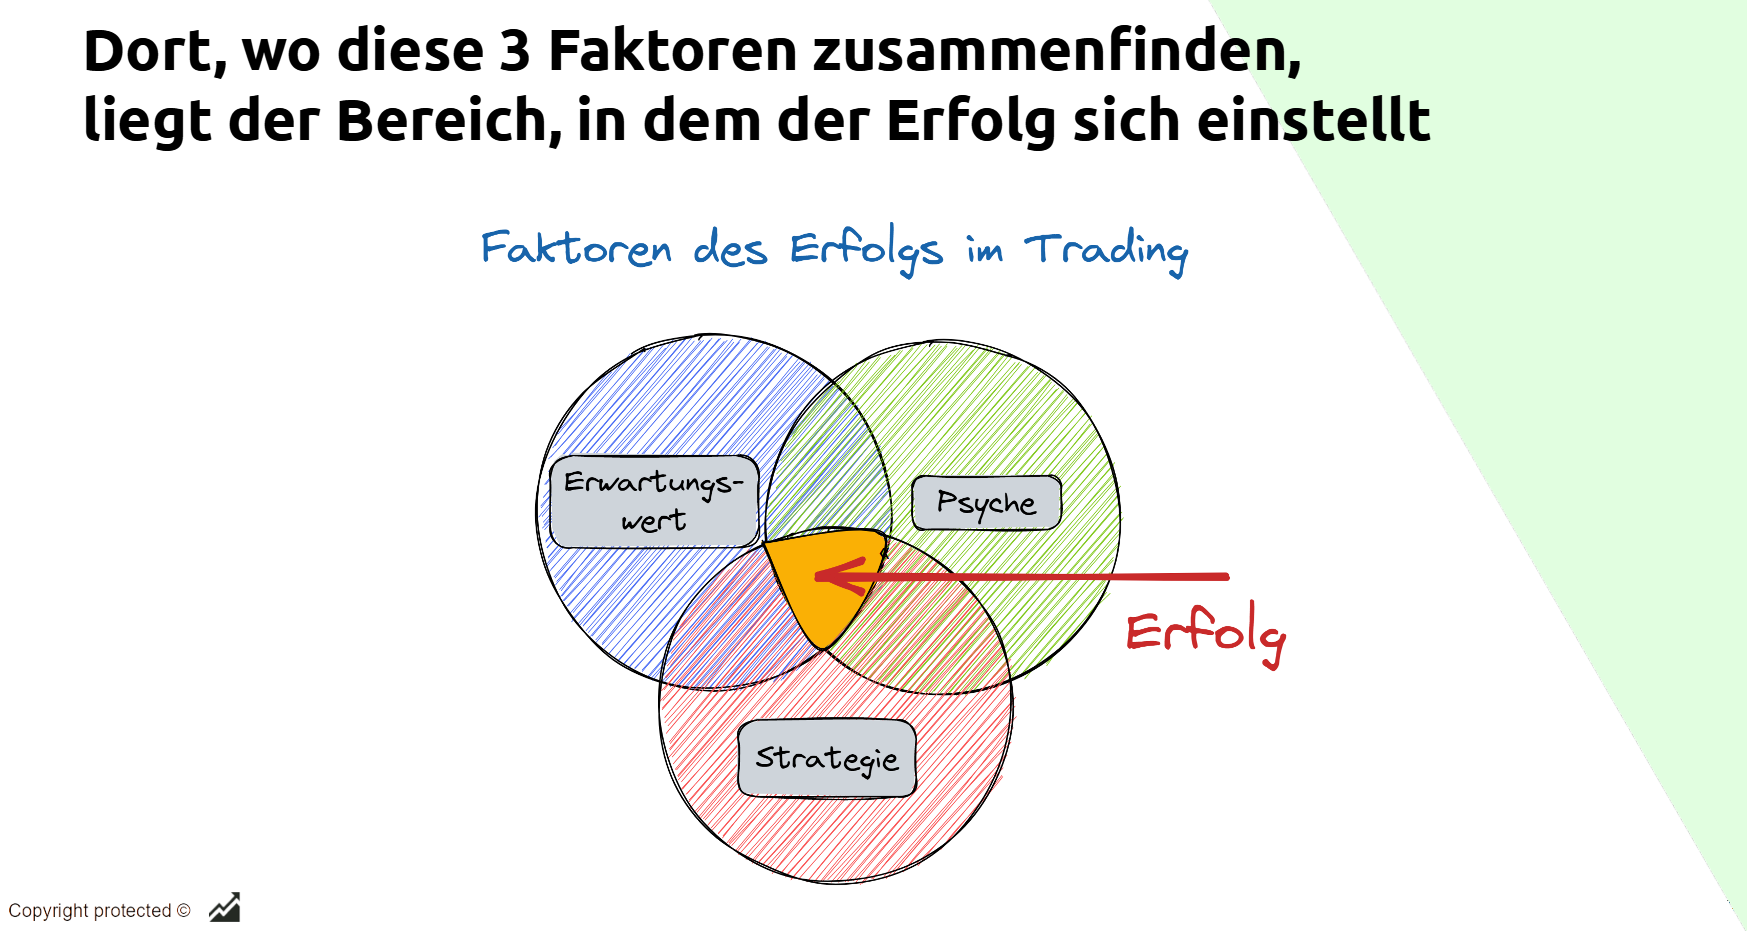 Dort, wo diese 3 Faktoren zusammenfinden,
liegt der Bereich, in dem der Erfolg sich einstellt
Faktoren des Erfolgs im Trading
Erwartungs-
wert
Psyche
Erfolg
Strategie
Copyright protected ©